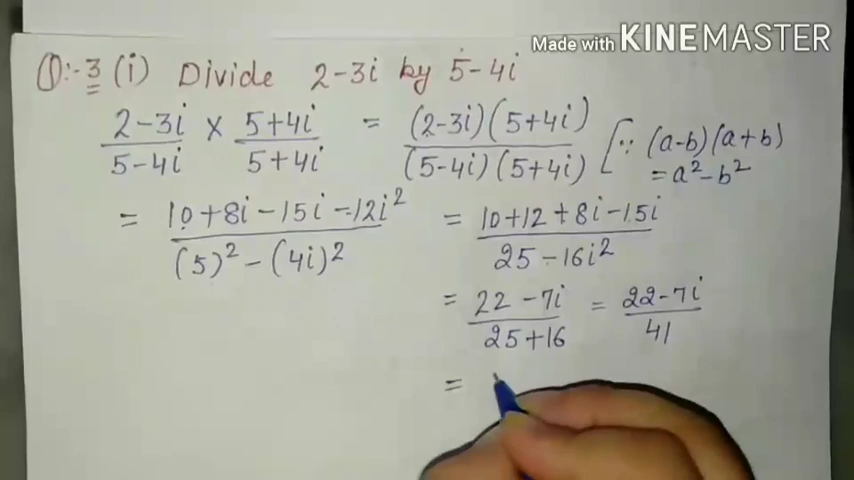 Made with KINEMASTER
Q:-3 (i) Divide 2-3i by 5-4i
2-3i/5-4i × 5+4i/5+4i = (2-3i)(5+4i)/(5-4i)(5+4i) [∵ (a-b)(a+b)
= a²-b²
= 10+8i-15i-12i²/(5)²-(4i)² = 10+12+8i-15i/25-16i²
= 22-7i/25+16 = 22-7i/41
=